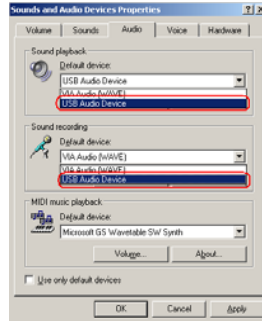 Sounds and Audio Devices Properties
Volume Sounds Audio Voice Hardware
Sound playback
Default device:
USB Audio Device
VIA Audio (WAVE)
USB Audio Device
Sound recording
Default device:
VIA Audio (WAVE)
VIA Audio (WAVE)
USB Audio Device
MIDI music playback
Default device:
Microsoft GS Wavetable SW Synth
Volume... About...
Use only default devices
OK Cancel Apply